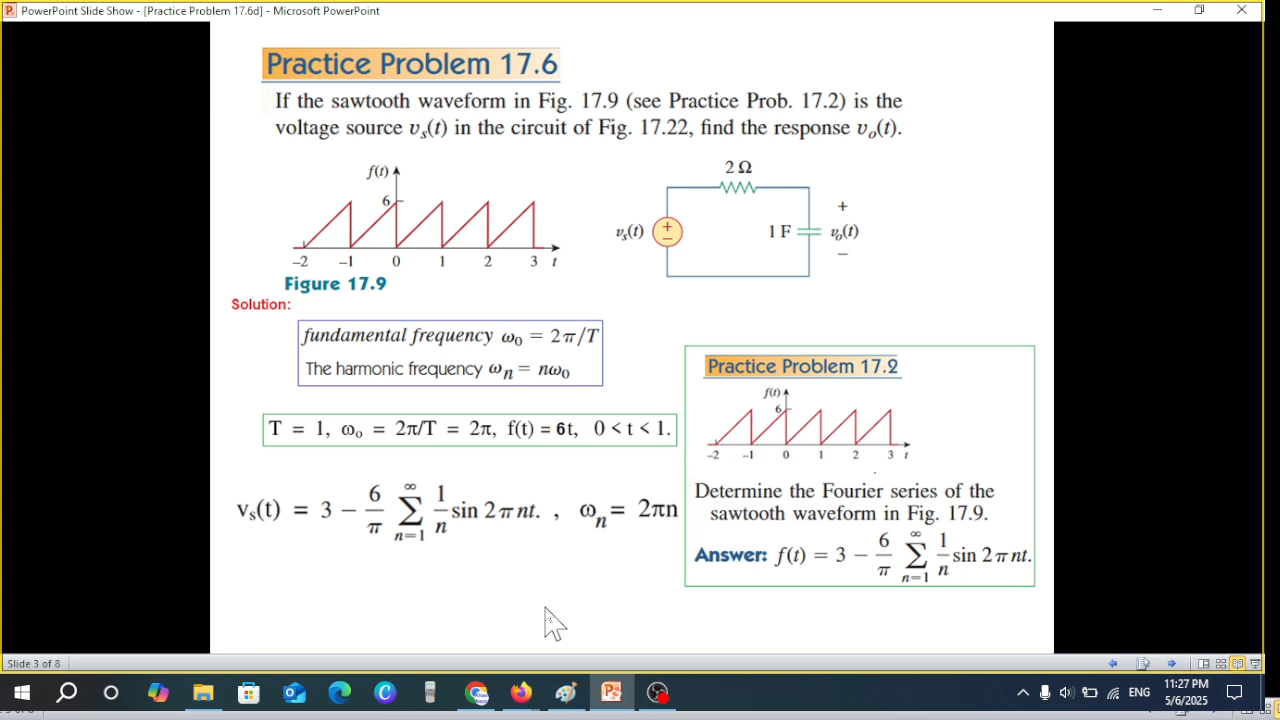 PowerPoint Slide Show - [Practice Problem 17.6d] - Microsoft PowerPoint
Practice Problem 17.6
If the sawtooth waveform in Fig. 17.9 (see Practice Prob. 17.2) is the
voltage source vs(t) in the circuit of Fig. 17.22, find the response vo(t).
f(t)
6
−2 −1 0 1 2 3 t
Figure 17.9
2 Ω
vs(t)
+
−
1 F
+
vo(t)
−
Solution:
fundamental frequency ω0 = 2π/T
The harmonic frequency ωn = nω0
T = 1, ωo = 2π/T = 2π, f(t) = 6t, 0 < t < 1.
vs(t) = 3 − 6/π ∑ n=1 ∞ 1/n sin 2πnt. , ωn = 2πn
Practice Problem 17.2
f(t)
6
−2 −1 0 1 2 3 t
Determine the Fourier series of the
sawtooth waveform in Fig. 17.9.
Answer: f(t) = 3 − 6/π ∑ n=1 ∞ 1/n sin 2πnt.
Slide 3 of 8
ENG
11:27 PM
5/6/2025